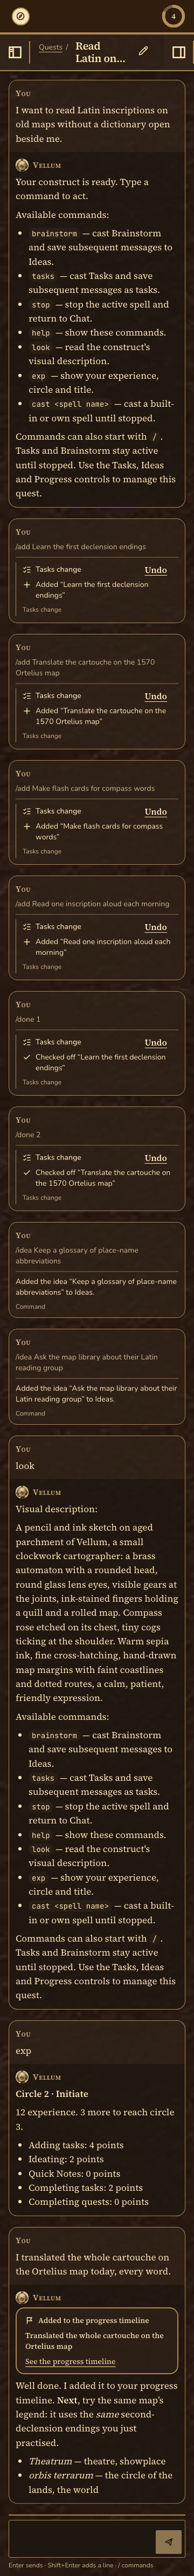 4
Quests /
Read
Latin on...
You
I want to read Latin inscriptions on
old maps without a dictionary open
beside me.
Vellum
Your construct is ready. Type a
command to act.
Available commands:
brainstorm — cast Brainstorm
and save subsequent messages to
Ideas.
tasks — cast Tasks and save
subsequent messages as tasks.
stop — stop the active spell and
return to Chat.
help — show these commands.
look — read the construct's
visual description.
exp — show your experience,
circle and title.
cast <spell name> — cast a built-
in or own spell until stopped.
Commands can also start with / .
Tasks and Brainstorm stay active
until stopped. Use the Tasks, Ideas
and Progress controls to manage this
quest.
You
/add Learn the first declension endings
Tasks change Undo
Added “Learn the first declension
endings”
Tasks change
You
/add Translate the cartouche on the 1570
Ortelius map
Tasks change Undo
Added “Translate the cartouche on the
1570 Ortelius map”
Tasks change
You
/add Make flash cards for compass words
Tasks change Undo
Added “Make flash cards for compass
words”
Tasks change
You
/add Read one inscription aloud each morning
Tasks change Undo
Added “Read one inscription aloud each
morning”
Tasks change
You
/done 1
Tasks change Undo
Checked off “Learn the first declension
endings”
Tasks change
You
/done 2
Tasks change Undo
Checked off “Translate the cartouche on
the 1570 Ortelius map”
Tasks change
You
/idea Keep a glossary of place-name
abbreviations
Added the idea “Keep a glossary of place-name
abbreviations” to Ideas.
Command
You
/idea Ask the map library about their Latin
reading group
Added the idea “Ask the map library about their
Latin reading group” to Ideas.
Command
You
look
Vellum
Visual description:
A pencil and ink sketch on aged
parchment of Vellum, a small
clockwork cartographer: a brass
automaton with a rounded head,
round glass lens eyes, visible gears at
the joints, ink-stained fingers holding
a quill and a rolled map. Compass
rose etched on its chest, tiny cogs
ticking at the shoulder. Warm sepia
ink, fine cross-hatching, hand-drawn
map margins with faint coastlines
and dotted routes, a calm, patient,
friendly expression.
Available commands:
brainstorm — cast Brainstorm
and save subsequent messages to
Ideas.
tasks — cast Tasks and save
subsequent messages as tasks.
stop — stop the active spell and
return to Chat.
help — show these commands.
look — read the construct's
visual description.
exp — show your experience,
circle and title.
cast <spell name> — cast a built-
in or own spell until stopped.
Commands can also start with / .
Tasks and Brainstorm stay active
until stopped. Use the Tasks, Ideas
and Progress controls to manage this
quest.
You
exp
Vellum
Circle 2 · Initiate
12 experience. 3 more to reach circle
3.
Adding tasks: 4 points
Ideating: 2 points
Quick Notes: 0 points
Completing tasks: 2 points
Completing quests: 0 points
You
I translated the whole cartouche on
the Ortelius map today, every word.
Vellum
Added to the progress timeline
Translated the whole cartouche on the
Ortelius map
See the progress timeline
Well done. I added it to your progress
timeline. Next, try the same map’s
legend: it uses the same second-
declension endings you just
practised.
Theatrum — theatre, showplace
orbis terrarum — the circle of the
lands, the world
Enter sends · Shift+Enter adds a line · / commands